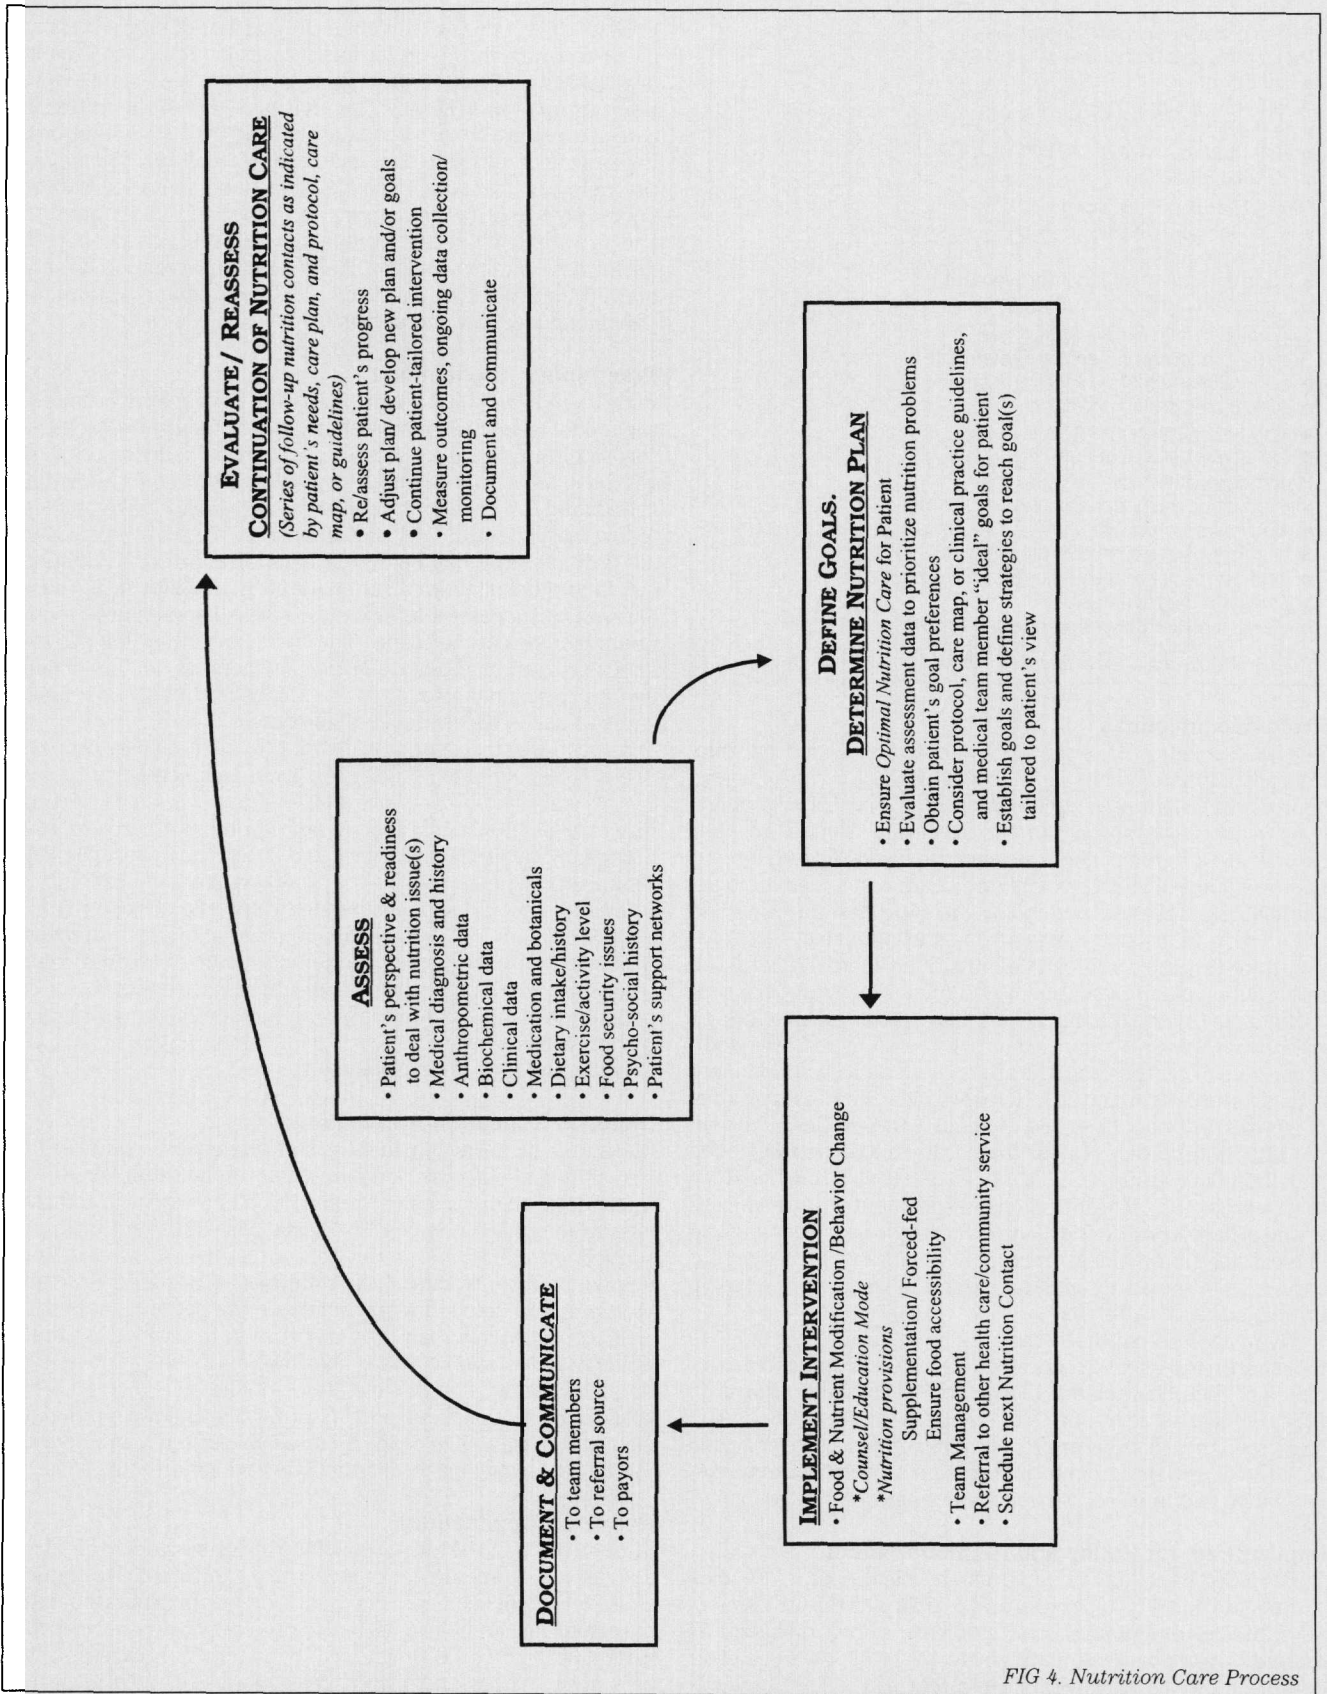 ASSESS
• Patient's perspective & readiness
to deal with nutrition issue(s)
• Medical diagnosis and history
• Anthropometric data
• Biochemical data
• Clinical data
• Medication and botanicals
• Dietary intake/history
• Exercise/activity level
• Food security issues
• Psycho-social history
• Patient's support networks
DEFINE GOALS.
DETERMINE NUTRITION PLAN
• Ensure Optimal Nutrition Care for Patient
• Evaluate assessment data to prioritize nutrition problems
• Obtain patient's goal preferences
• Consider protocol, care map, or clinical practice guidelines,
and medical team member "ideal" goals for patient
• Establish goals and define strategies to reach goal(s)
tailored to patient's view
IMPLEMENT INTERVENTION
• Food & Nutrient Modification /Behavior Change
*Counsel/Education Mode
*Nutrition provisions
Supplementation/ Forced-fed
Ensure food accessibility
• Team Management
• Referral to other health care/community service
• Schedule next Nutrition Contact
DOCUMENT & COMMUNICATE
• To team members
• To referral source
• To payors
EVALUATE/ REASSESS
CONTINUATION OF NUTRITION CARE
(Series of follow-up nutrition contacts as indicated
by patient's needs, care plan, and protocol, care
map, or guidelines)
• Re/assess patient's progress
• Adjust plan/ develop new plan and/or goals
• Continue patient-tailored intervention
• Measure outcomes, ongoing data collection/
monitoring
• Document and communicate
FIG 4. Nutrition Care Process